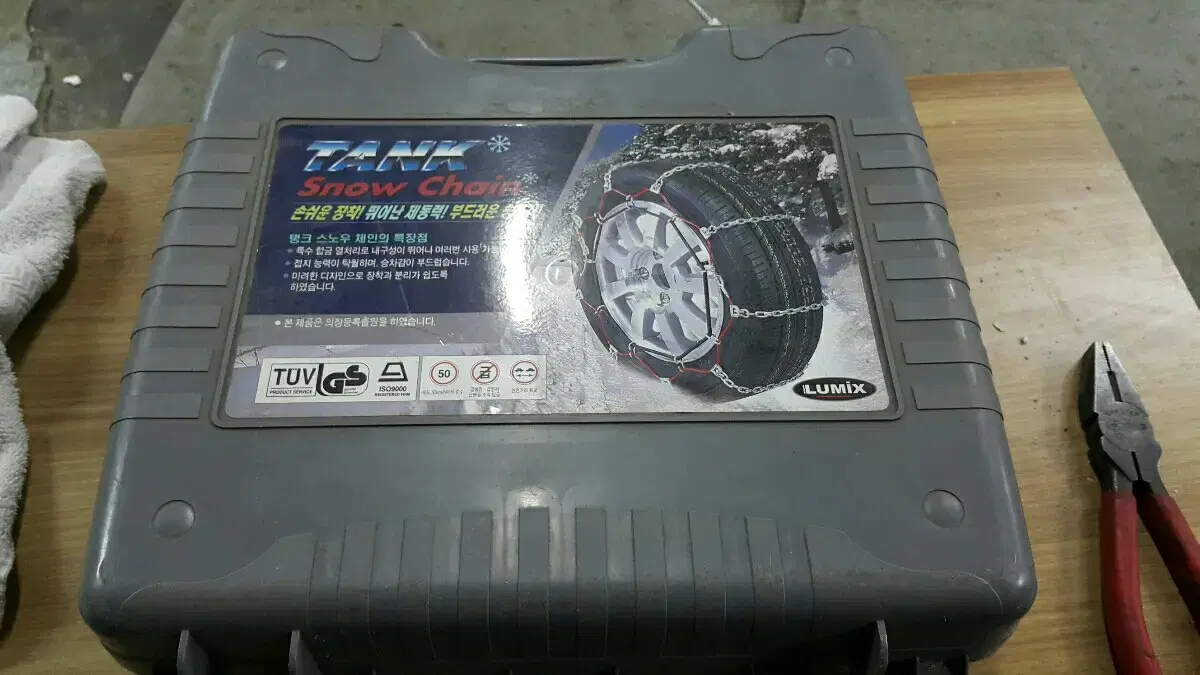 TANK
Snow Chain
손쉬운 장착! 뛰어난 제동력! 부드러운
탱크 스노우 체인의 특장점
• 특수 합금 열처리로 내구성이 뛰어나 여러번 사용
• 접지 능력이 탁월하며, 승차감이 부드럽습니다.
• 미려한 디자인으로 장착과 분리가 쉽도록
하였습니다.
• 본 제품은 의장등록출원을 하였습니다.
TUV
PRODUCT SERVICE
GS
ISO9000
REGISTERED FIRM
50
LUMIX